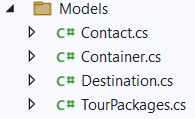 Models
C# Contact.cs
C# Container.cs
C# Destination.cs
C# TourPackages.cs